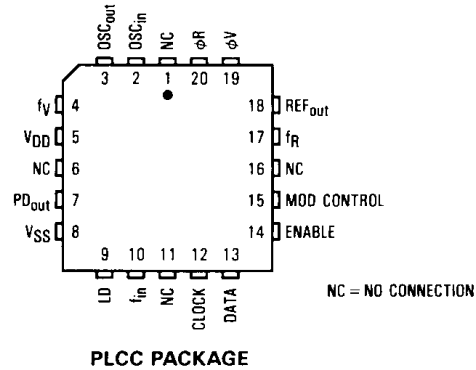 OSCout OSCin NC ϕR ϕV
3 2 1 20 19
fV 4 18 REFout
VDD 5 17 fR
NC 6 16 NC
PDout 7 15 MOD CONTROL
VSS 8 14 ENABLE
9 10 11 12 13
LD fin NC CLOCK DATA
NC = NO CONNECTION
PLCC PACKAGE